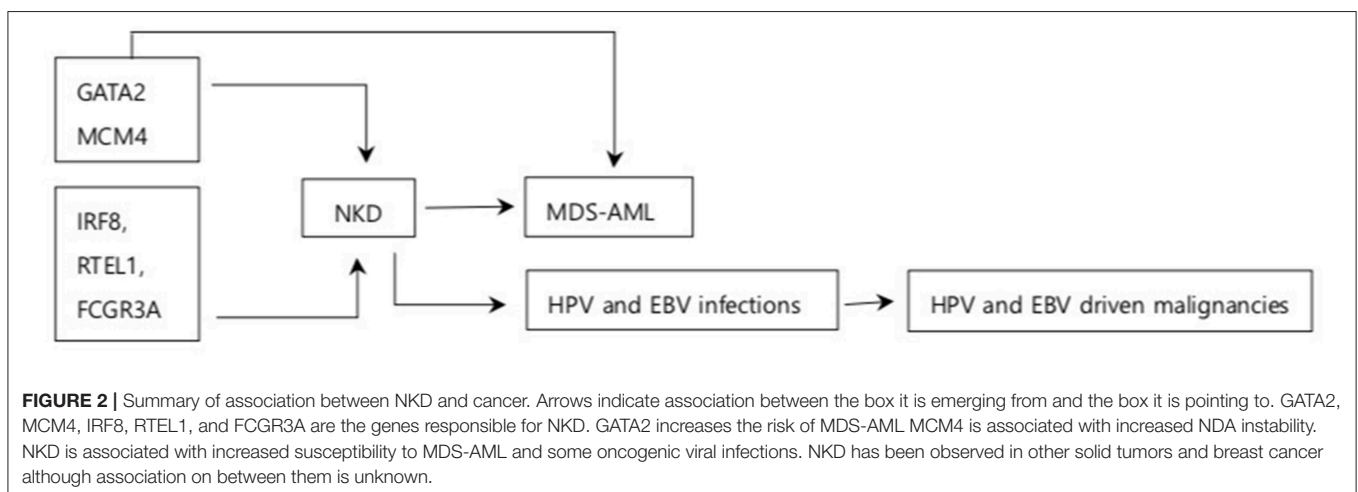 GATA2
MCM4
IRF8,
RTEL1,
FCGR3A
NKD
MDS-AML
HPV and EBV infections
HPV and EBV driven malignancies
FIGURE 2 | Summary of association between NKD and cancer. Arrows indicate association between the box it is emerging from and the box it is pointing to. GATA2,
MCM4, IRF8, RTEL1, and FCGR3A are the genes responsible for NKD. GATA2 increases the risk of MDS-AML MCM4 is associated with increased NDA instability.
NKD is associated with increased susceptibility to MDS-AML and some oncogenic viral infections. NKD has been observed in other solid tumors and breast cancer
although association on between them is unknown.